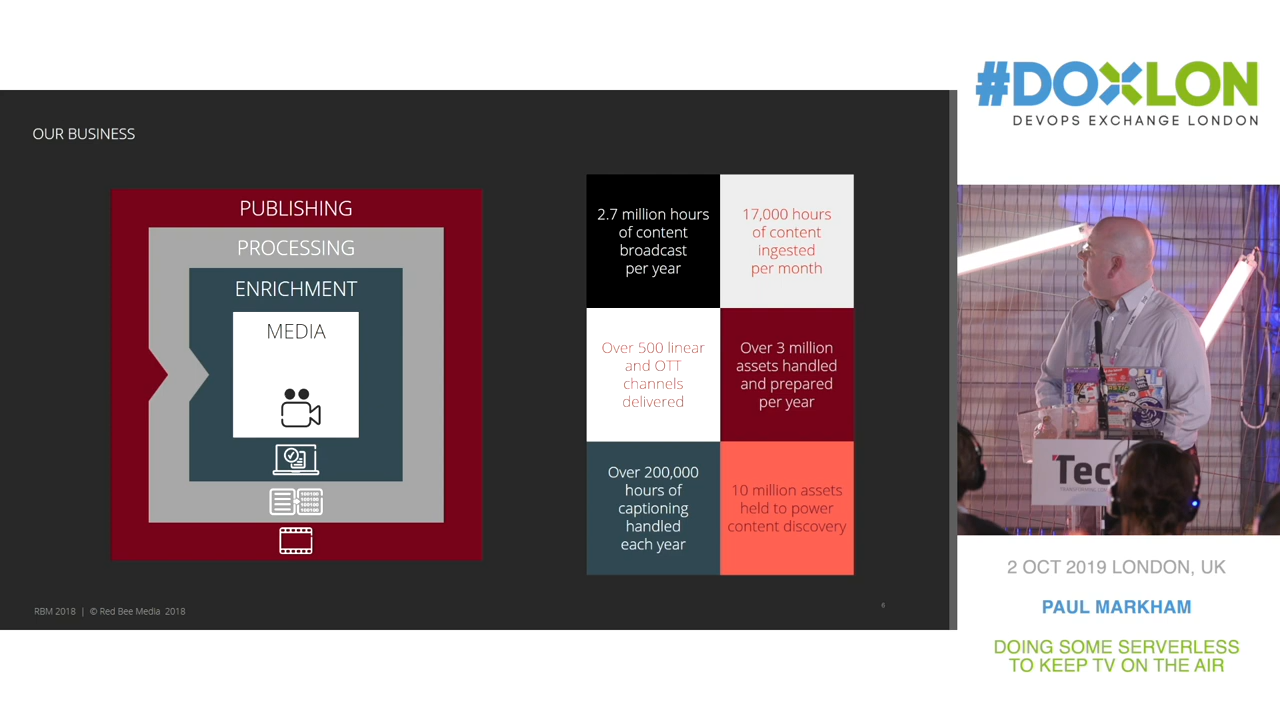 #DOXLON
DEVOPS EXCHANGE LONDON
OUR BUSINESS
PUBLISHING
PROCESSING
ENRICHMENT
MEDIA
2.7 million hours
of content
broadcast
per year
17,000 hours
of content
ingested
per month
Over 500 linear
and OTT
channels
delivered
Over 3 million
assets handled
and prepared
per year
Over 200,000
hours of
captioning
handled
each year
10 million assets
held to power
content discovery
RBM 2018 | © Red Bee Media 2018
6
Tec
2 OCT 2019 LONDON, UK
PAUL MARKHAM
DOING SOME SERVERLESS
TO KEEP TV ON THE AIR